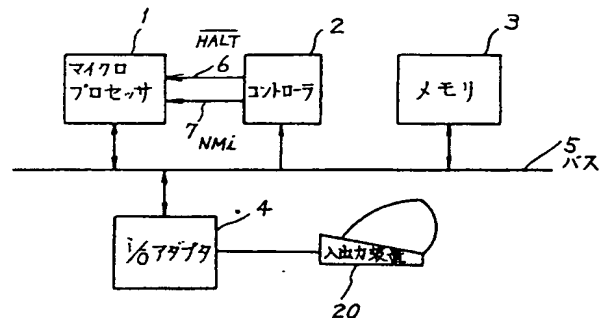 1
2
3
HALT
マイクロ
プロセッサ
6
コントローラ
メモリ
7
NMi
5
バス
4
i/oアダプタ
入出力装置
20